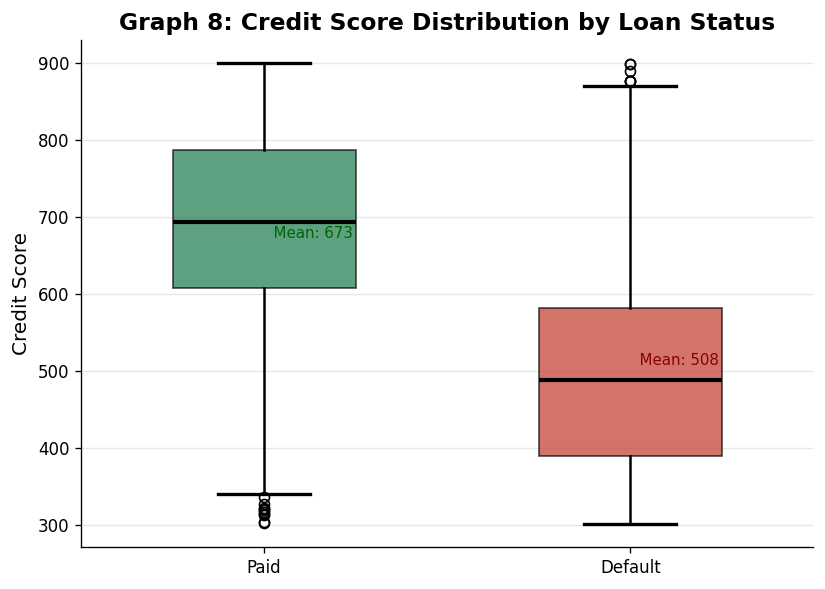 Graph 8: Credit Score Distribution by Loan Status
Credit Score
900
800
700
600
500
400
300
Mean: 673
Mean: 508
Paid
Default